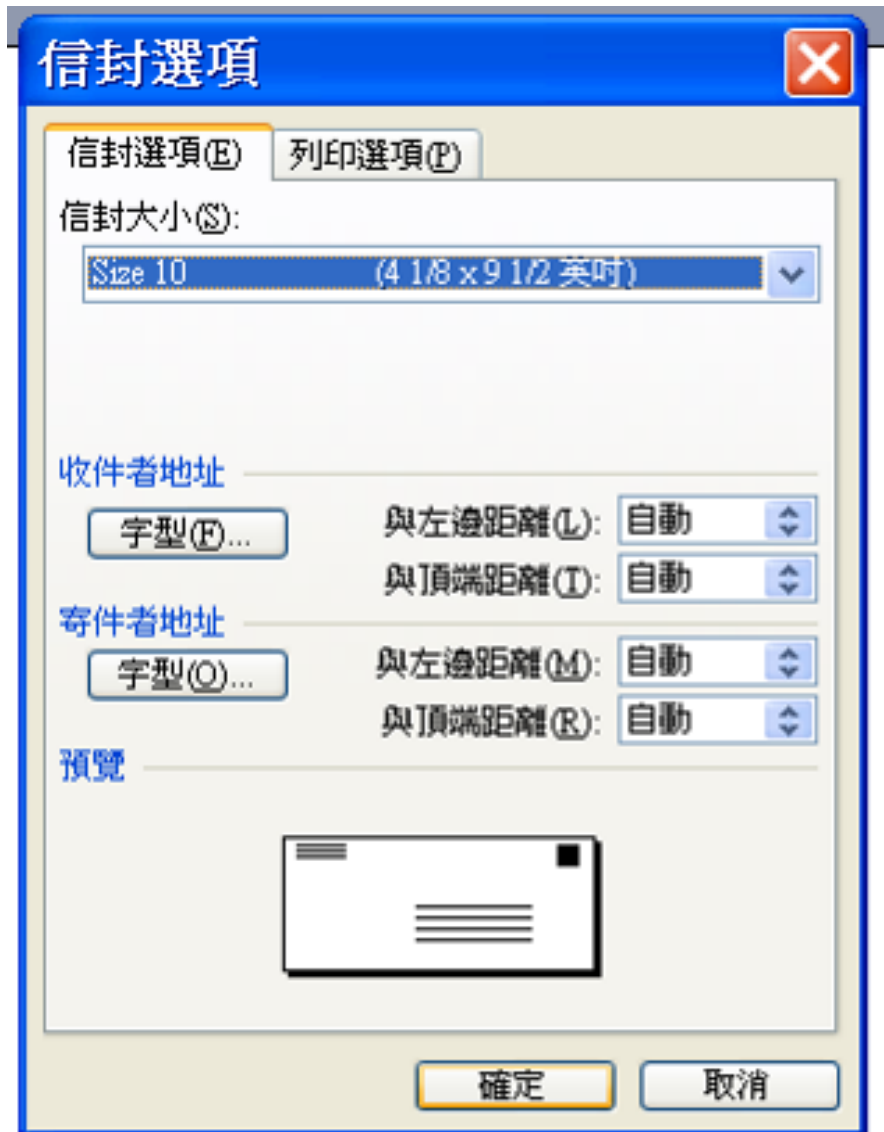 信封選項
信封選項(E) 列印選項(P)
信封大小(S):
Size 10 (4 1/8 x 9 1/2 英吋)
收件者地址
字型(F)... 與左邊距離(L): 自動
與頂端距離(T): 自動
寄件者地址
字型(O)... 與左邊距離(M): 自動
與頂端距離(R): 自動
預覽
確定 取消